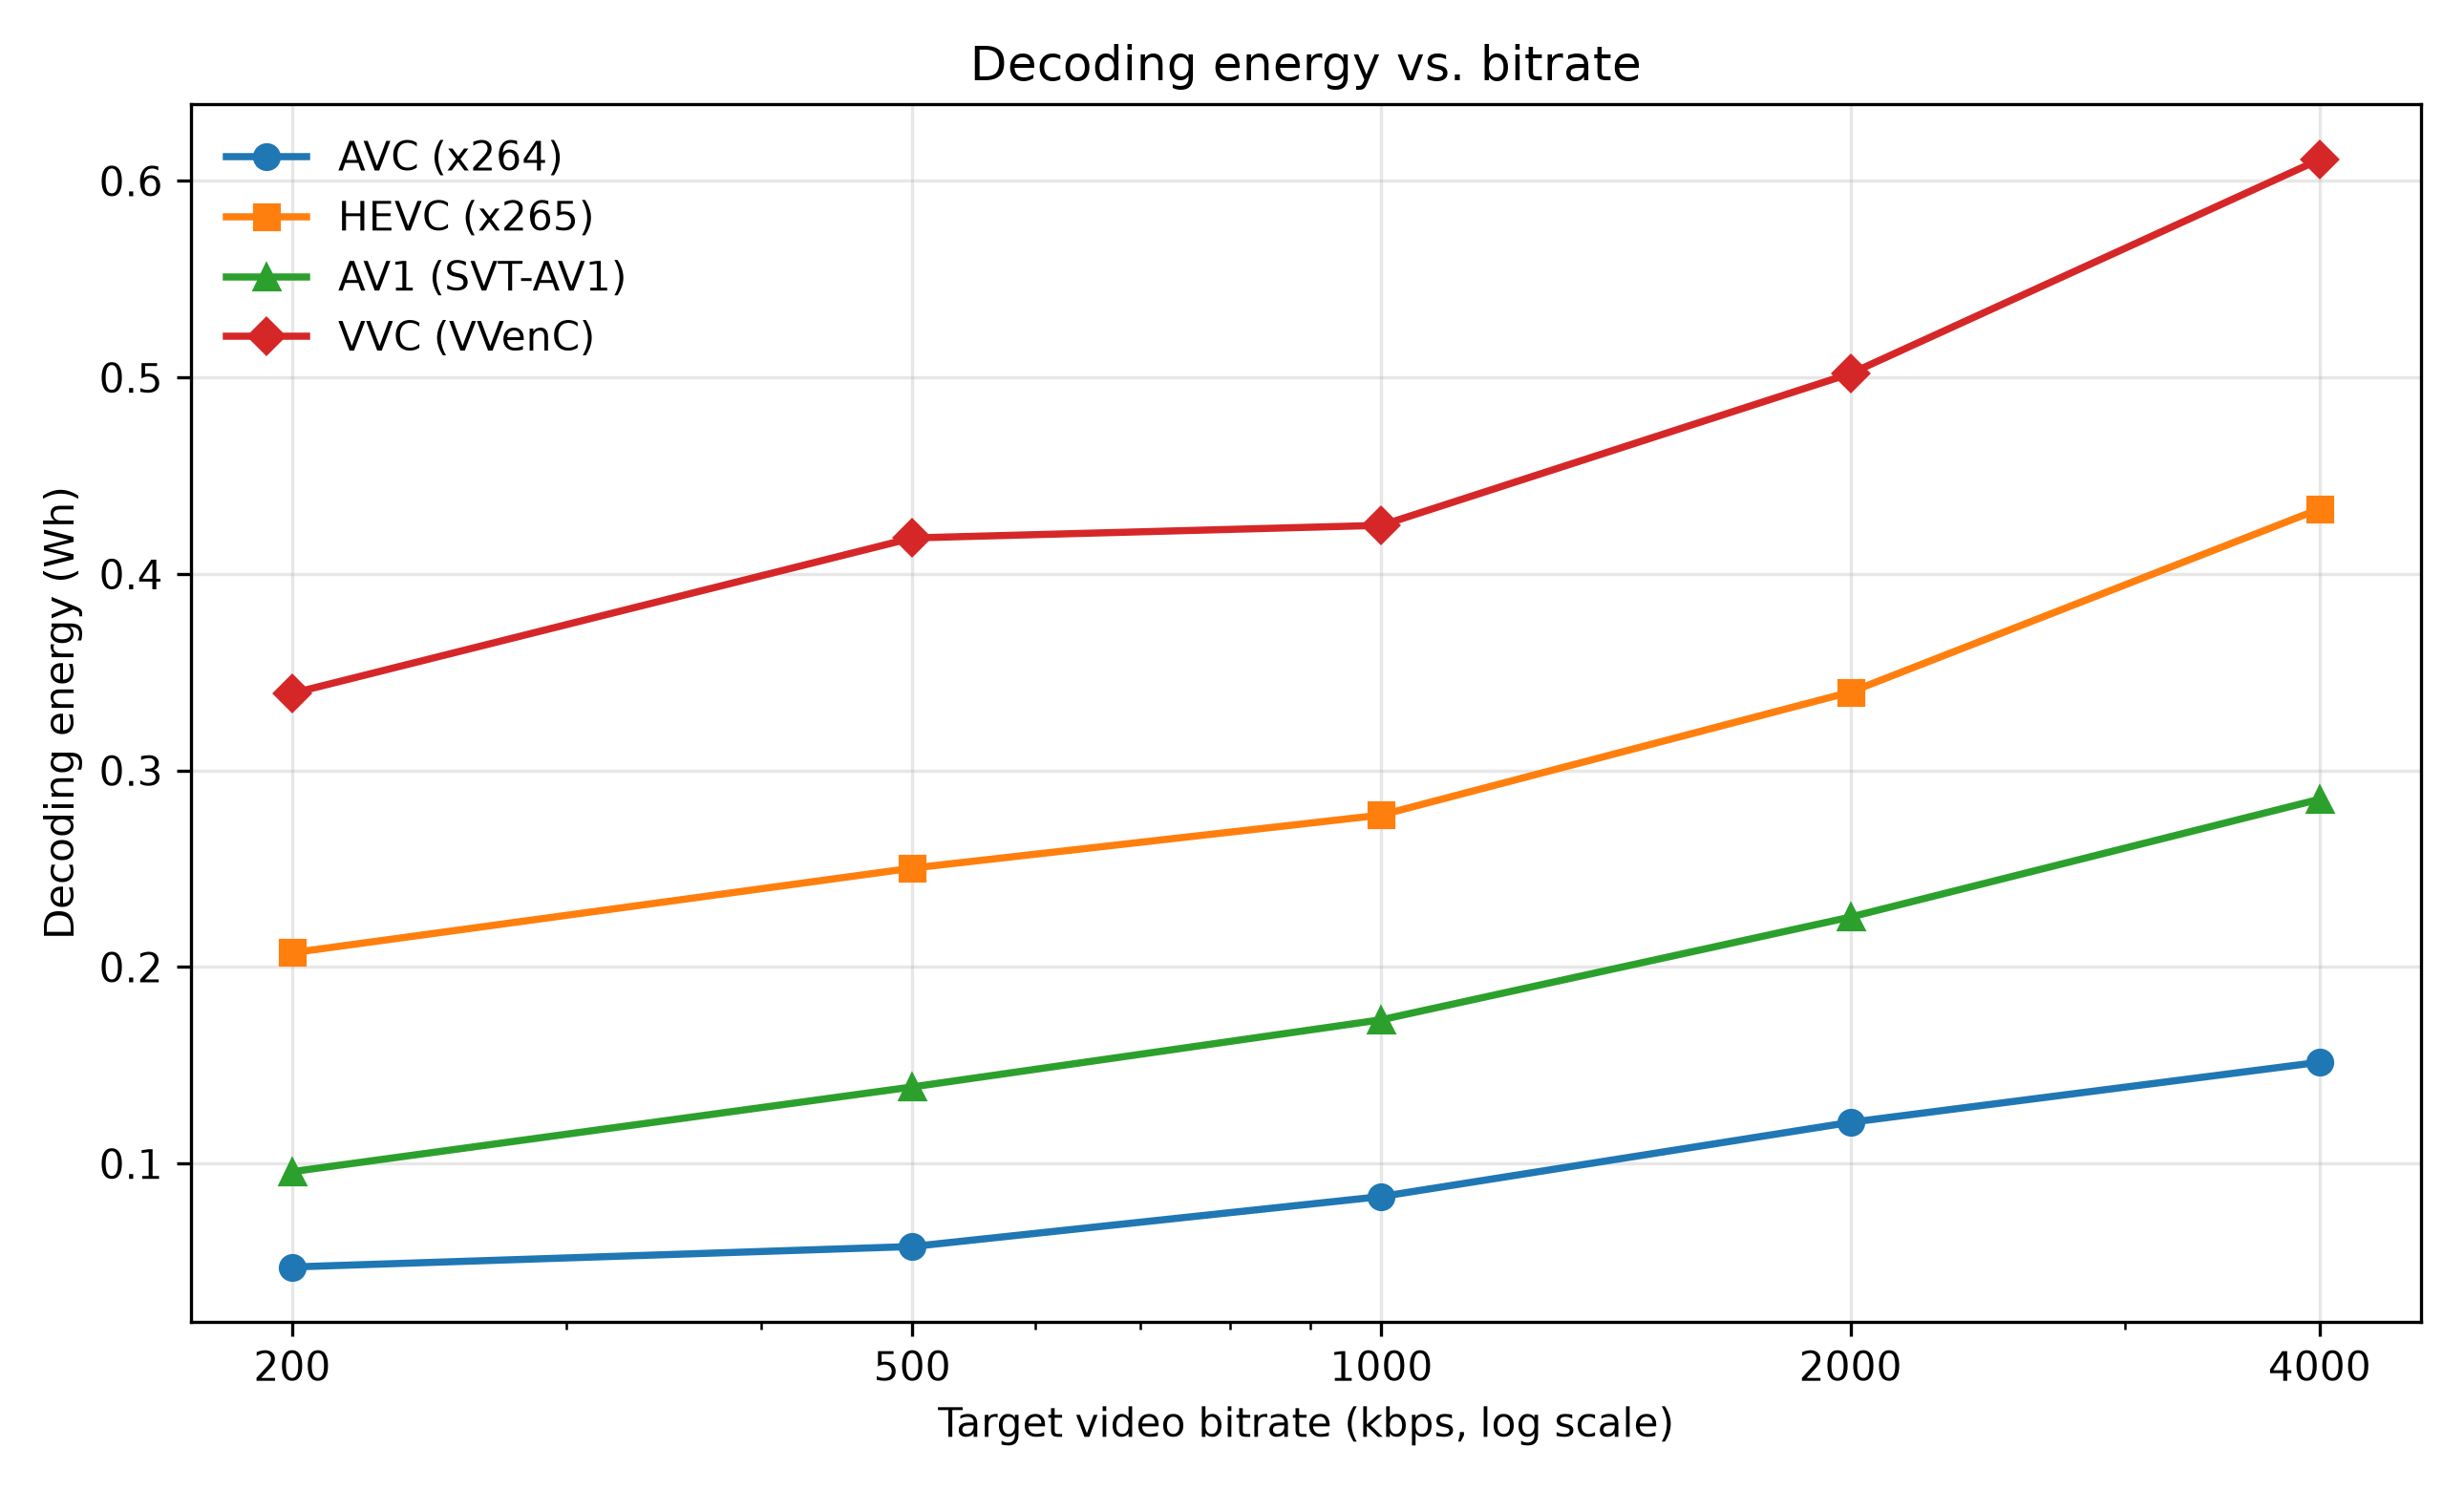 Decoding energy vs. bitrate
AVC (x264)
HEVC (x265)
AV1 (SVT-AV1)
VVC (VVenC)
Decoding energy (Wh)
0.6
0.5
0.4
0.3
0.2
0.1
200 500 1000 2000 4000
Target video bitrate (kbps, log scale)